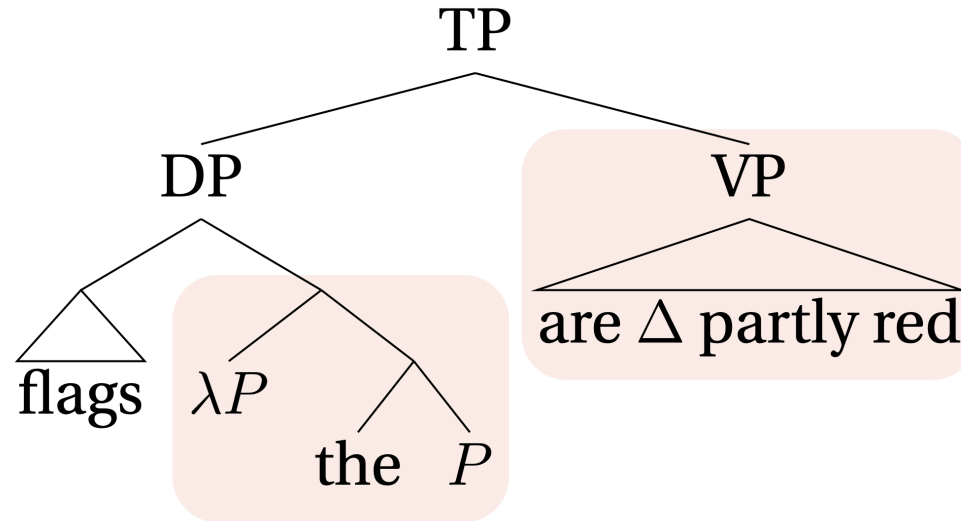 TP
DP VP
are Δ partly red
flags λP
the P